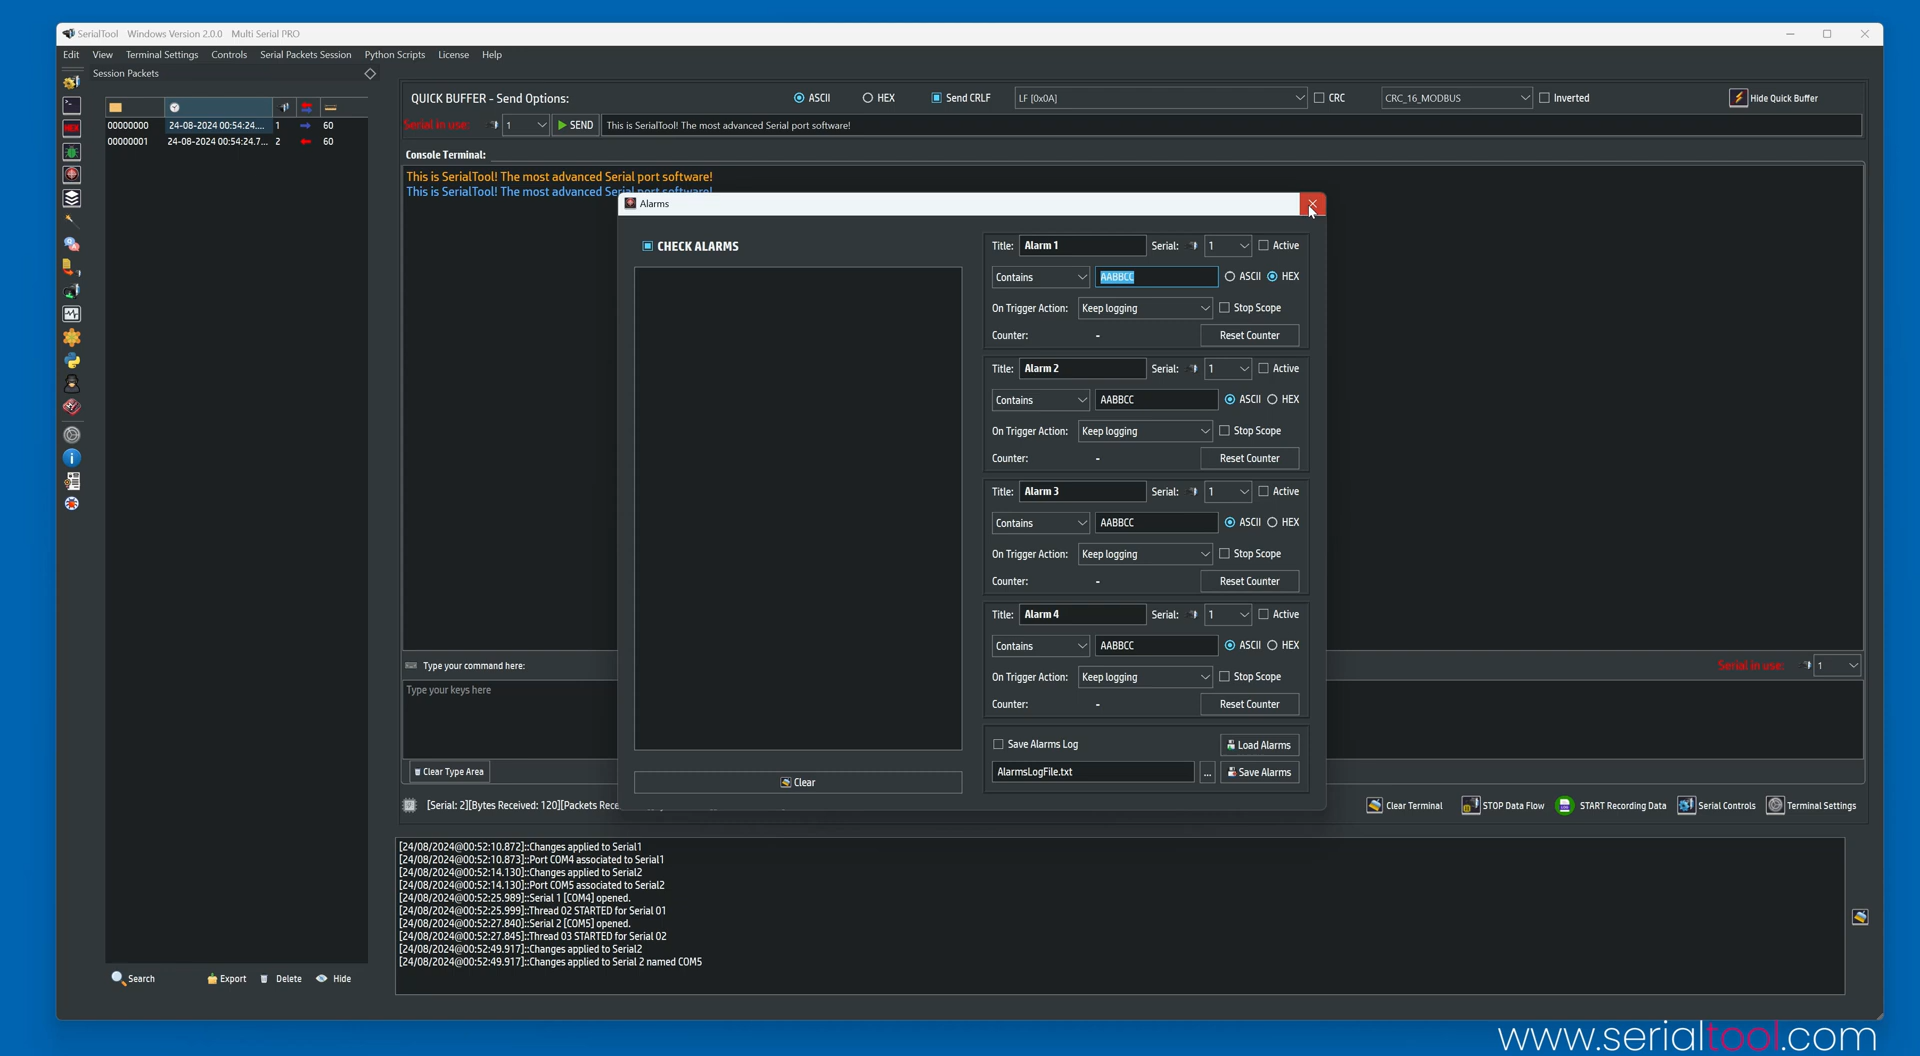 SerialTool Windows Version 2.0.0 Multi Serial PRO
Edit View Terminal Settings Controls Serial Packets Session Python Scripts License Help
Session Packets
00000000 24-08-2024 00:54:24.... 1 60
00000001 24-08-2024 00:54:24.7... 2 60
Search Export Delete Hide
QUICK BUFFER - Send Options: ASCII HEX Send CRLF LF [0x0A] CRC CRC_16_MODBUS Inverted Hide Quick Buffer
Serial in use: 1 SEND This is SerialTool! The most advanced Serial port software!
Console Terminal:
This is SerialTool! The most advanced Serial port software!
This is SerialTool! The most advanced Serial port software!
Alarms
CHECK ALARMS
Clear
Title: Alarm 1 Serial: 1 Active
Contains AABBCC ASCII HEX
On Trigger Action: Keep logging Stop Scope
Counter: - Reset Counter
Title: Alarm 2 Serial: 1 Active
Contains AABBCC ASCII HEX
On Trigger Action: Keep logging Stop Scope
Counter: - Reset Counter
Title: Alarm 3 Serial: 1 Active
Contains AABBCC ASCII HEX
On Trigger Action: Keep logging Stop Scope
Counter: - Reset Counter
Title: Alarm 4 Serial: 1 Active
Contains AABBCC ASCII HEX
On Trigger Action: Keep logging Stop Scope
Counter: - Reset Counter
Save Alarms Log Load Alarms
AlarmsLogFile.txt ... Save Alarms
Type your command here: Serial in use: 1
Type your keys here
Clear Type Area
[Serial: 2][Bytes Received: 120][Packets Rece
Clear Terminal STOP Data Flow START Recording Data Serial Controls Terminal Settings
[24/08/2024@00:52:10.872]::Changes applied to Serial1
[24/08/2024@00:52:10.873]::Port COM4 associated to Serial1
[24/08/2024@00:52:14.130]::Changes applied to Serial2
[24/08/2024@00:52:14.130]::Port COM5 associated to Serial2
[24/08/2024@00:52:25.989]::Serial 1 [COM4] opened.
[24/08/2024@00:52:25.999]::Thread 02 STARTED for Serial 01
[24/08/2024@00:52:27.840]::Serial 2 [COM5] opened.
[24/08/2024@00:52:27.845]::Thread 03 STARTED for Serial 02
[24/08/2024@00:52:49.917]::Changes applied to Serial2
[24/08/2024@00:52:49.917]::Changes applied to Serial 2 named COM5
www.serialtool.com